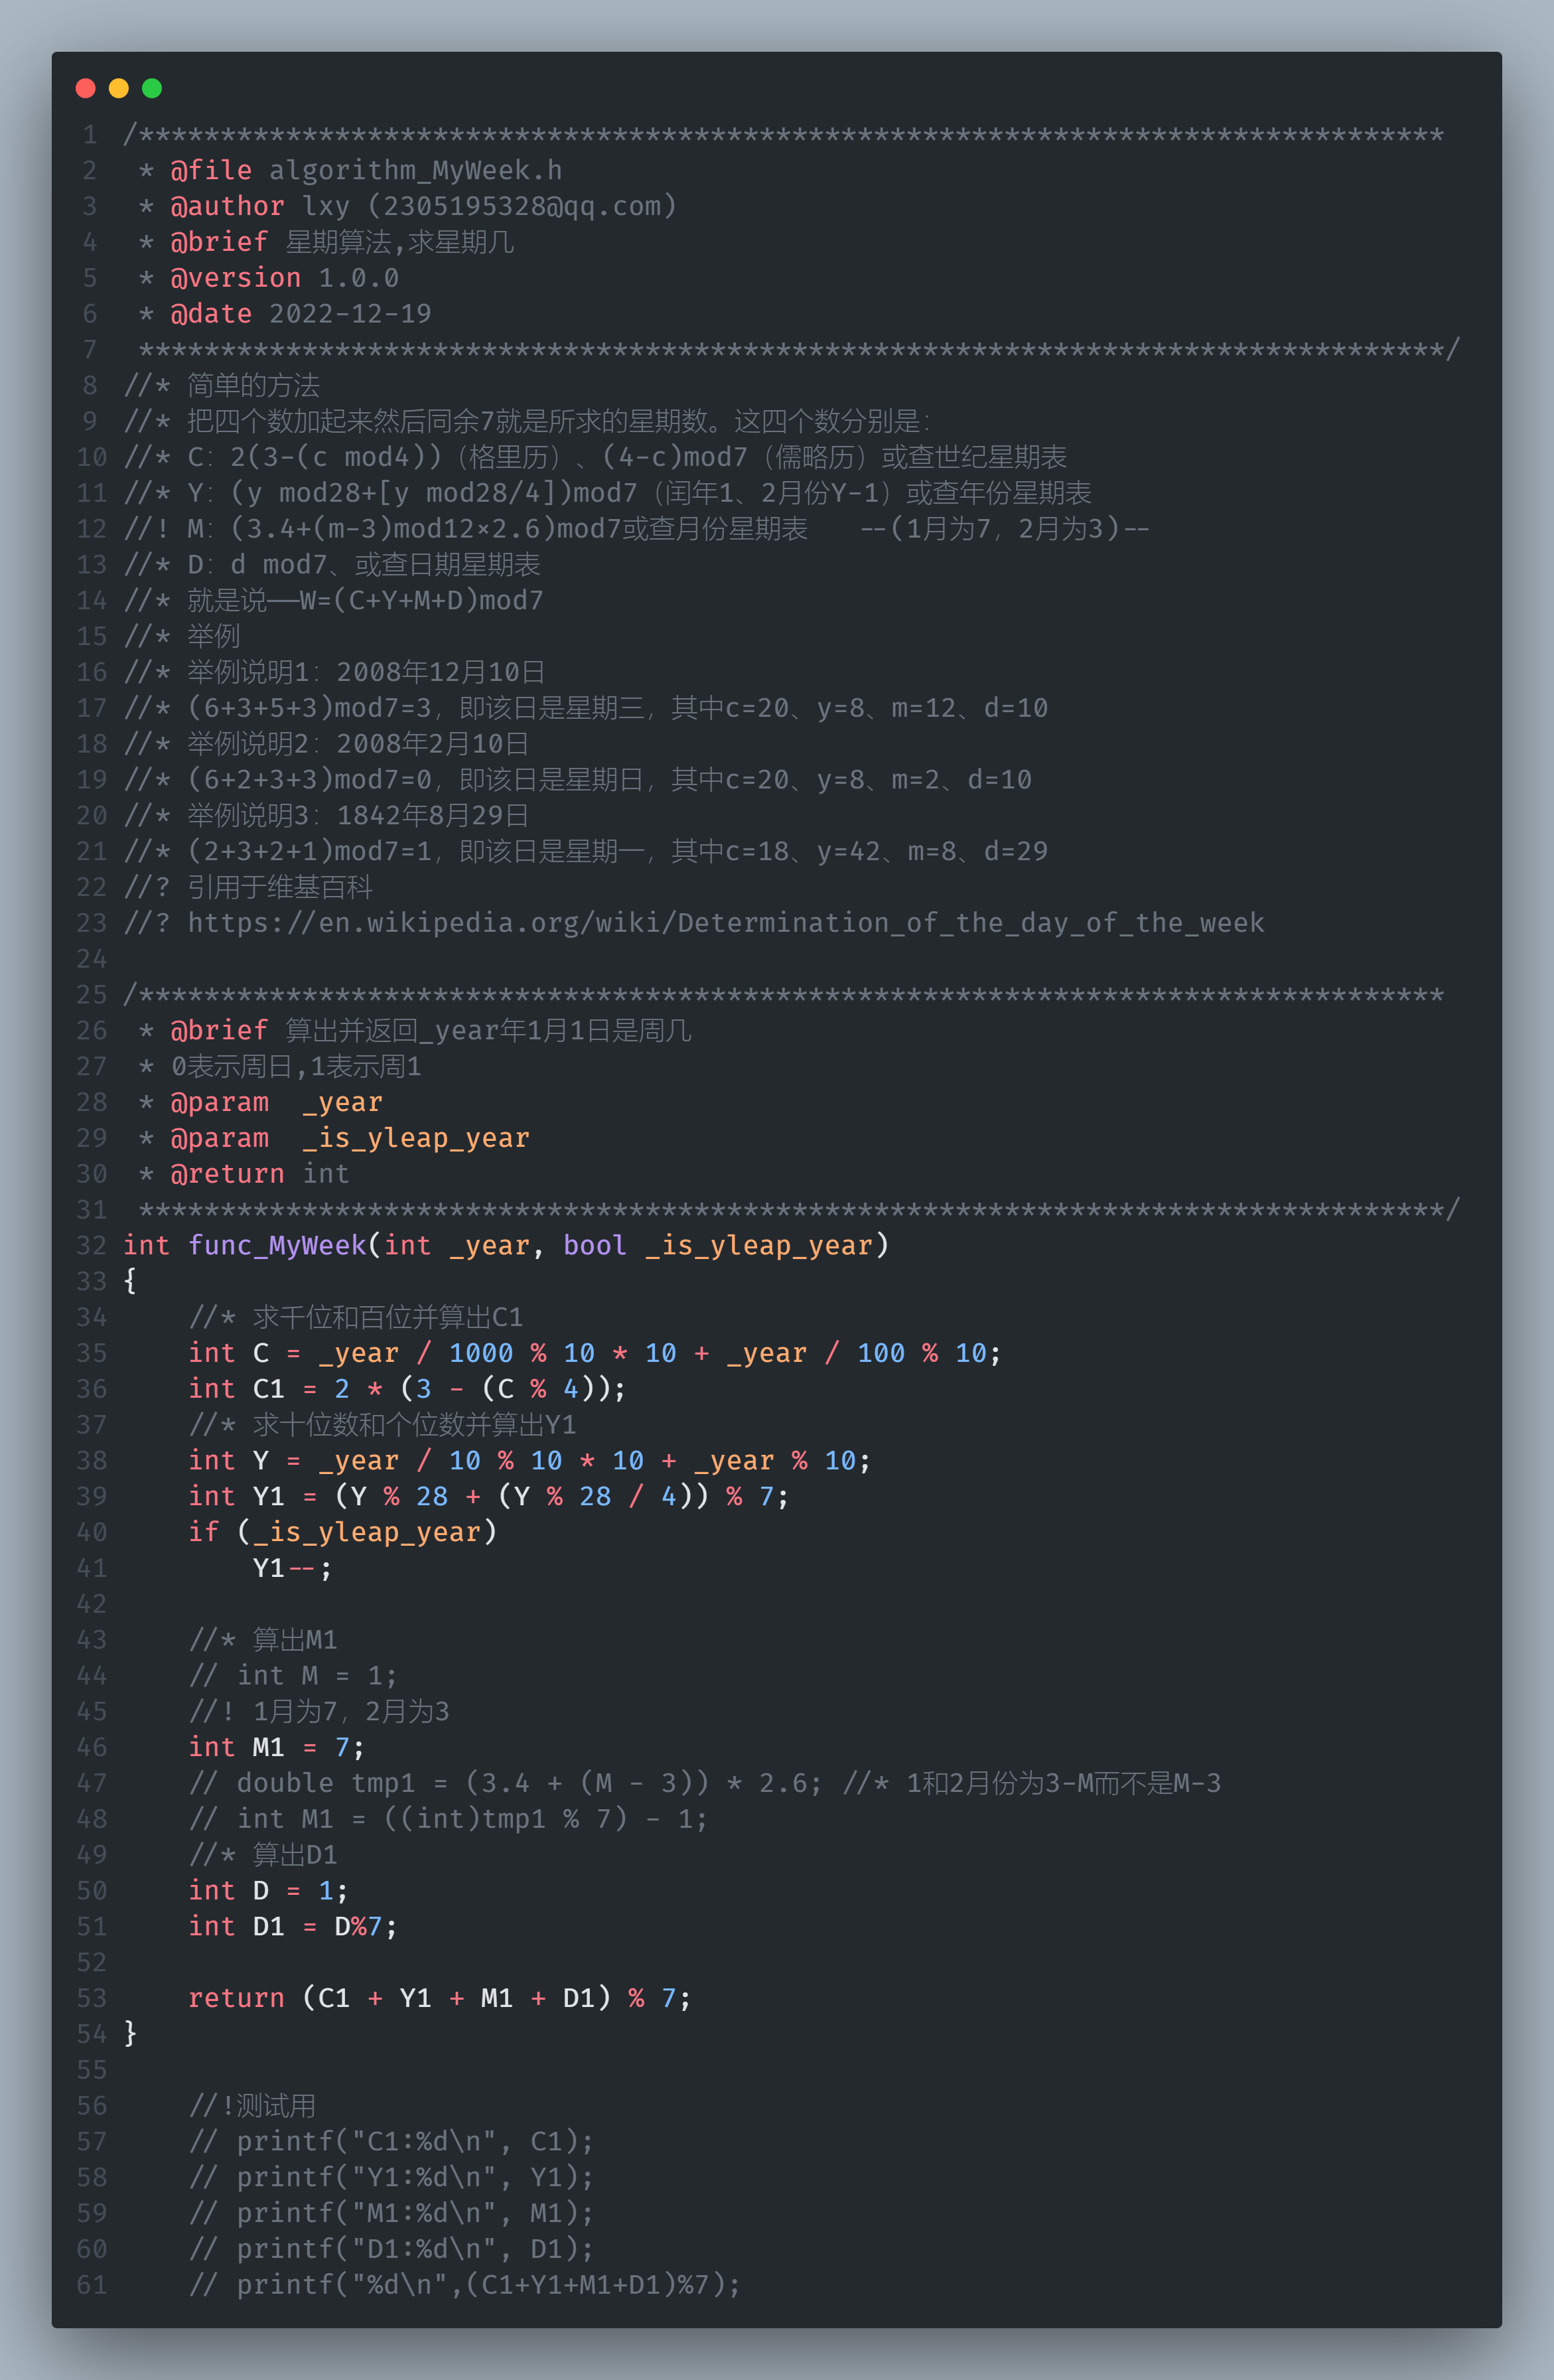 1 /********************************************************************************
2  * @file algorithm_MyWeek.h
3  * @author lxy (2305195328@qq.com)
4  * @brief 星期算法,求星期几
5  * @version 1.0.0
6  * @date 2022-12-19
7  ********************************************************************************/
8 //* 简单的方法
9 //* 把四个数加起来然后同余7就是所求的星期数。这四个数分别是：
10 //* C：2(3-(c mod4))（格里历）、(4-c)mod7（儒略历）或查世纪星期表
11 //* Y：(y mod28+[y mod28/4])mod7（闰年1、2月份Y-1）或查年份星期表
12 //! M：(3.4+(m-3)mod12×2.6)mod7或查月份星期表   --(1月为7，2月为3)--
13 //* D：d mod7、或查日期星期表
14 //* 就是说——W=(C+Y+M+D)mod7
15 //* 举例
16 //* 举例说明1：2008年12月10日
17 //* (6+3+5+3)mod7=3，即该日是星期三，其中c=20、y=8、m=12、d=10
18 //* 举例说明2：2008年2月10日
19 //* (6+2+3+3)mod7=0，即该日是星期日，其中c=20、y=8、m=2、d=10
20 //* 举例说明3：1842年8月29日
21 //* (2+3+2+1)mod7=1，即该日是星期一，其中c=18、y=42、m=8、d=29
22 //? 引用于维基百科
23 //? https://en.wikipedia.org/wiki/Determination_of_the_day_of_the_week
24
25 /********************************************************************************
26  * @brief 算出并返回_year年1月1日是周几
27  * 0表示周日,1表示周1
28  * @param  _year
29  * @param  _is_yleap_year
30  * @return int
31  ********************************************************************************/
32 int func_MyWeek(int _year, bool _is_yleap_year)
33 {
34     //* 求千位和百位并算出C1
35     int C = _year / 1000 % 10 * 10 + _year / 100 % 10;
36     int C1 = 2 * (3 - (C % 4));
37     //* 求十位数和个位数并算出Y1
38     int Y = _year / 10 % 10 * 10 + _year % 10;
39     int Y1 = (Y % 28 + (Y % 28 / 4)) % 7;
40     if (_is_yleap_year)
41         Y1--;
42
43     //* 算出M1
44     // int M = 1;
45     //! 1月为7，2月为3
46     int M1 = 7;
47     // double tmp1 = (3.4 + (M - 3)) * 2.6; //* 1和2月份为3-M而不是M-3
48     // int M1 = ((int)tmp1 % 7) - 1;
49     //* 算出D1
50     int D = 1;
51     int D1 = D%7;
52
53     return (C1 + Y1 + M1 + D1) % 7;
54 }
55
56     //!测试用
57     // printf("C1:%d\n", C1);
58     // printf("Y1:%d\n", Y1);
59     // printf("M1:%d\n", M1);
60     // printf("D1:%d\n", D1);
61     // printf("%d\n",(C1+Y1+M1+D1)%7);